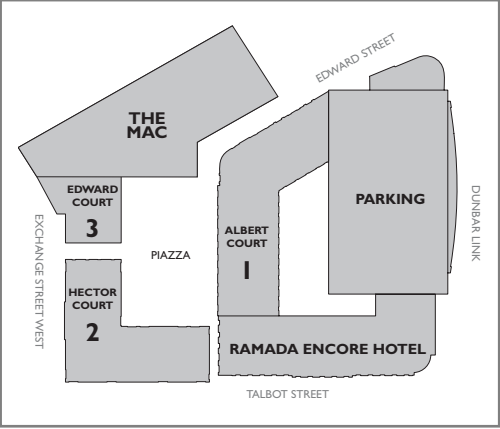 EDWARD STREET
THE
MAC
EDWARD
COURT
3
PARKING
ALBERT
COURT
1
EXCHANGE STREET WEST
DUNBAR LINK
PIAZZA
HECTOR
COURT
2
RAMADA ENCORE HOTEL
TALBOT STREET